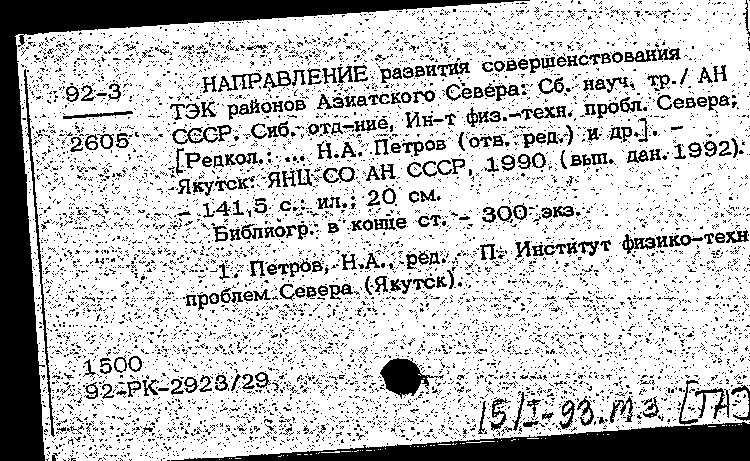 92-3
2605
НАПРАВЛЕНИЕ развития совершенствования
ТЭК районов Азиатского Севера: Сб. науч. тр./ АН
СССР. Сиб. отд-ние, Ин-т физ.-техн. пробл. Севера;
[Редкол.: ... Н.А. Петров (отв. ред.) и др.]. -
Якутск: ЯНЦ СО АН СССР, 1990 (вып. дан. 1992).
- 141,5 с.: ил.; 20 см.
Библиогр. в конце ст. - 300 экз.
1. Петров, Н.А., ред. П. Институт физико-техн
проблем Севера (Якутск).
1500
92-РК-2923/29
15/I-93. м з. [ТА]